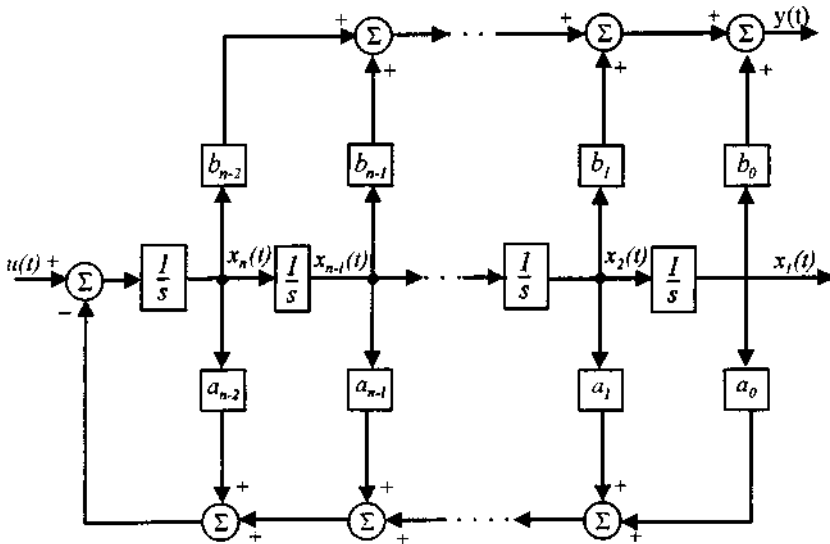 + Σ · · · + Σ + Σ y(t)
+ + +
b_{n-2} b_{n-1} b_1 b_0
u(t) + Σ 1/s x_n(t) 1/s x_{n-1}(t) · · · · 1/s x_2(t) 1/s x_1(t)
−
a_{n-2} a_{n-1} a_1 a_0
+ + +
Σ + Σ + · · · · · Σ +